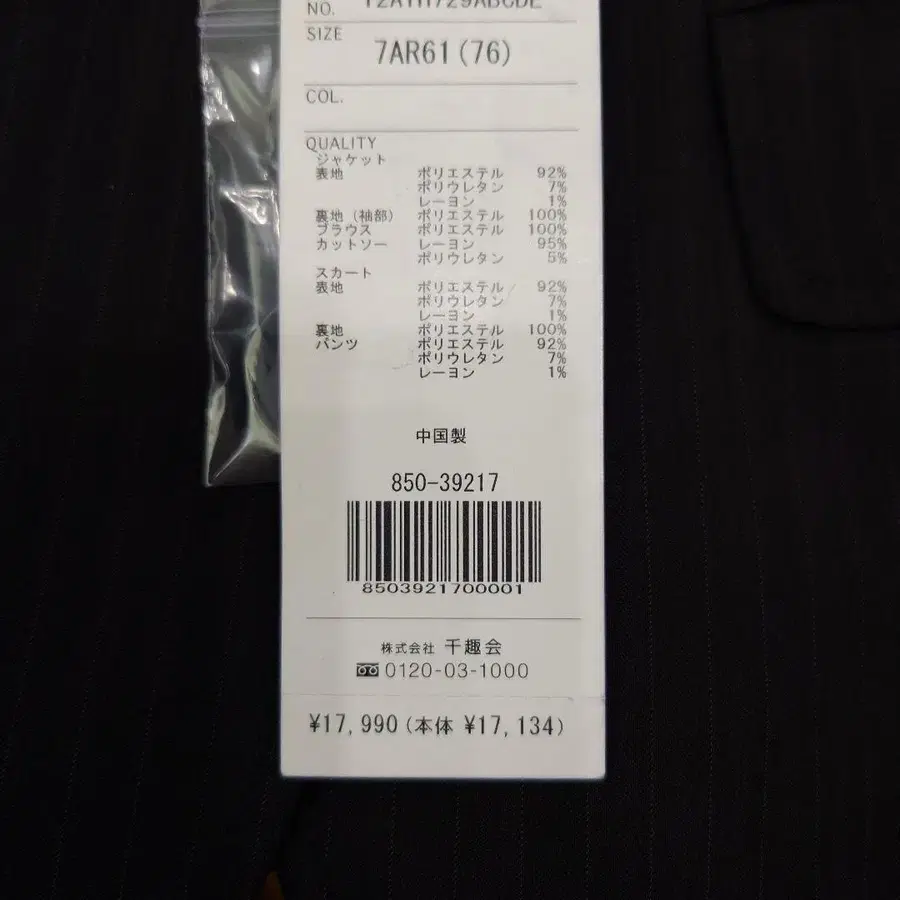 NO.
SIZE
7AR61(76)
COL.
QUALITY
ジャケット
表地 ポリエステル 92%
ポリウレタン 7%
レーヨン 1%
裏地(袖部) ポリエステル 100%
ブラウス ポリエステル 100%
カットソー レーヨン 95%
ポリウレタン 5%
スカート
表地 ポリエステル 92%
ポリウレタン 7%
レーヨン 1%
裏地 ポリエステル 100%
パンツ ポリエステル 92%
ポリウレタン 7%
レーヨン 1%
中国製
850-39217
8503921700001
株式会社 千趣会
0120-03-1000
¥17,990(本体 ¥17,134)